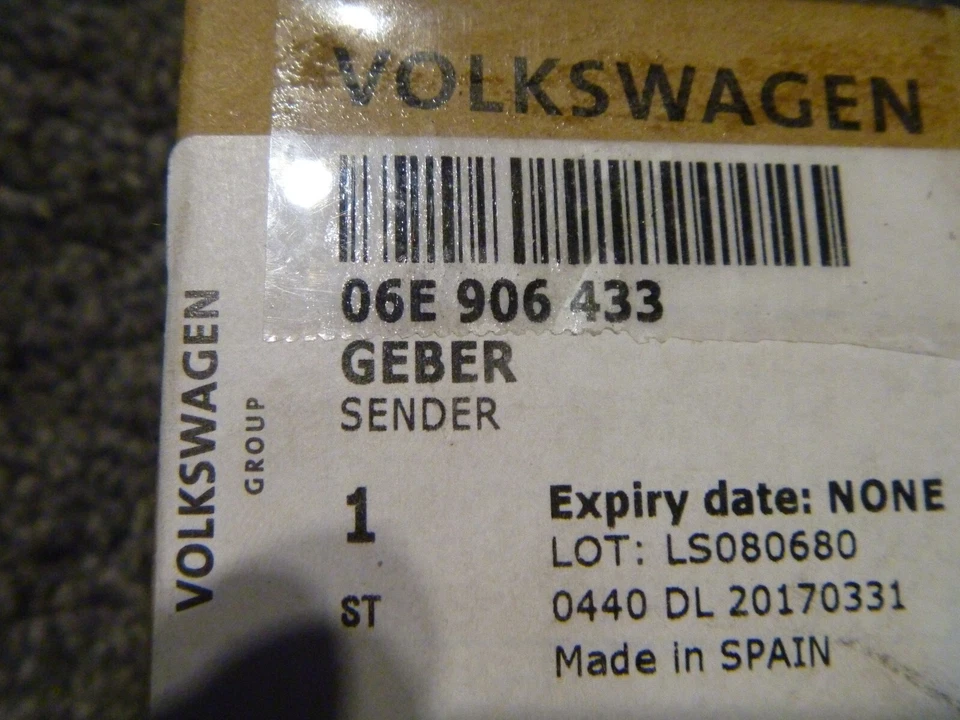 VOLKSWAGEN
06E 906 433
GEBER
SENDER
VOLKSWAGEN
GROUP
1
ST
Expiry date: NONE
LOT: LS080680
0440 DL 20170331
Made in SPAIN